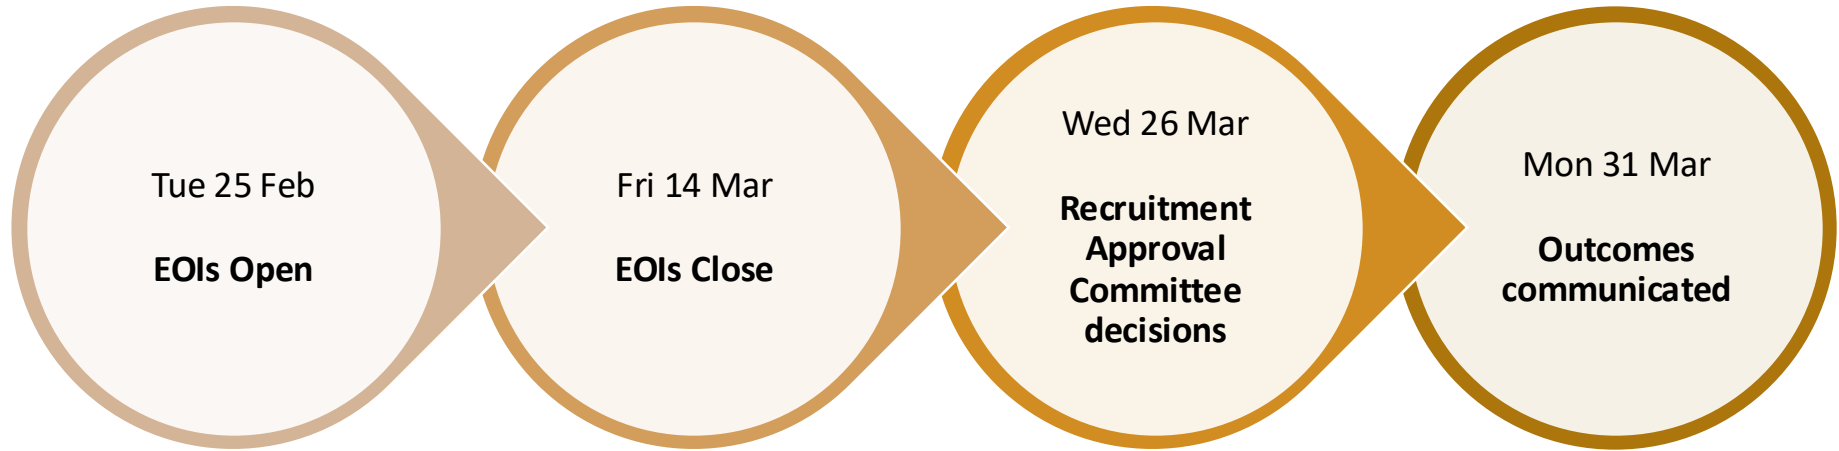 Tue 25 Feb
EOIs Open
Fri 14 Mar
EOIs Close
Wed 26 Mar
Recruitment
Approval
Committee
decisions
Mon 31 Mar
Outcomes
communicated